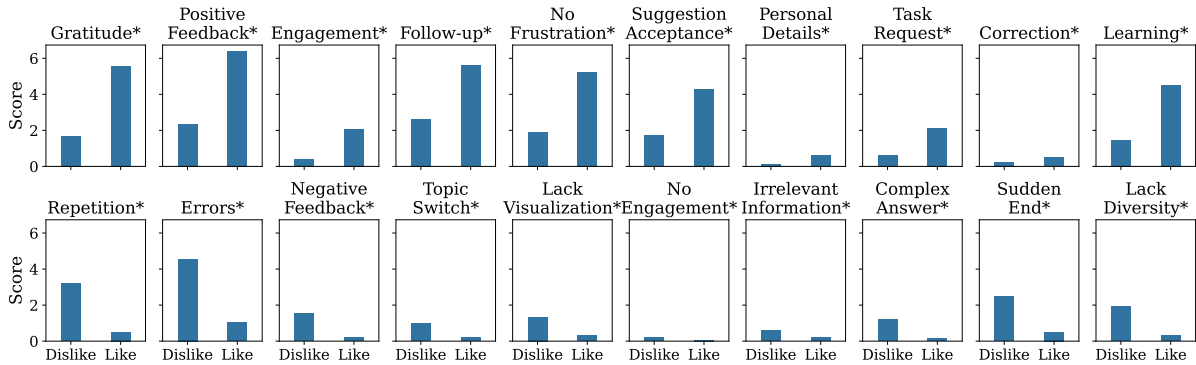 Gratitude*
Positive
Feedback*
Engagement*
Follow-up*
No
Frustration*
Suggestion
Acceptance*
Personal
Details*
Task
Request*
Correction*
Learning*
Score
6
4
2
0
Repetition*
Errors*
Negative
Feedback*
Topic
Switch*
Lack
Visualization*
No
Engagement*
Irrelevant
Information*
Complex
Answer*
Sudden
End*
Lack
Diversity*
Score
6
4
2
0
Dislike Like
Dislike Like
Dislike Like
Dislike Like
Dislike Like
Dislike Like
Dislike Like
Dislike Like
Dislike Like
Dislike Like